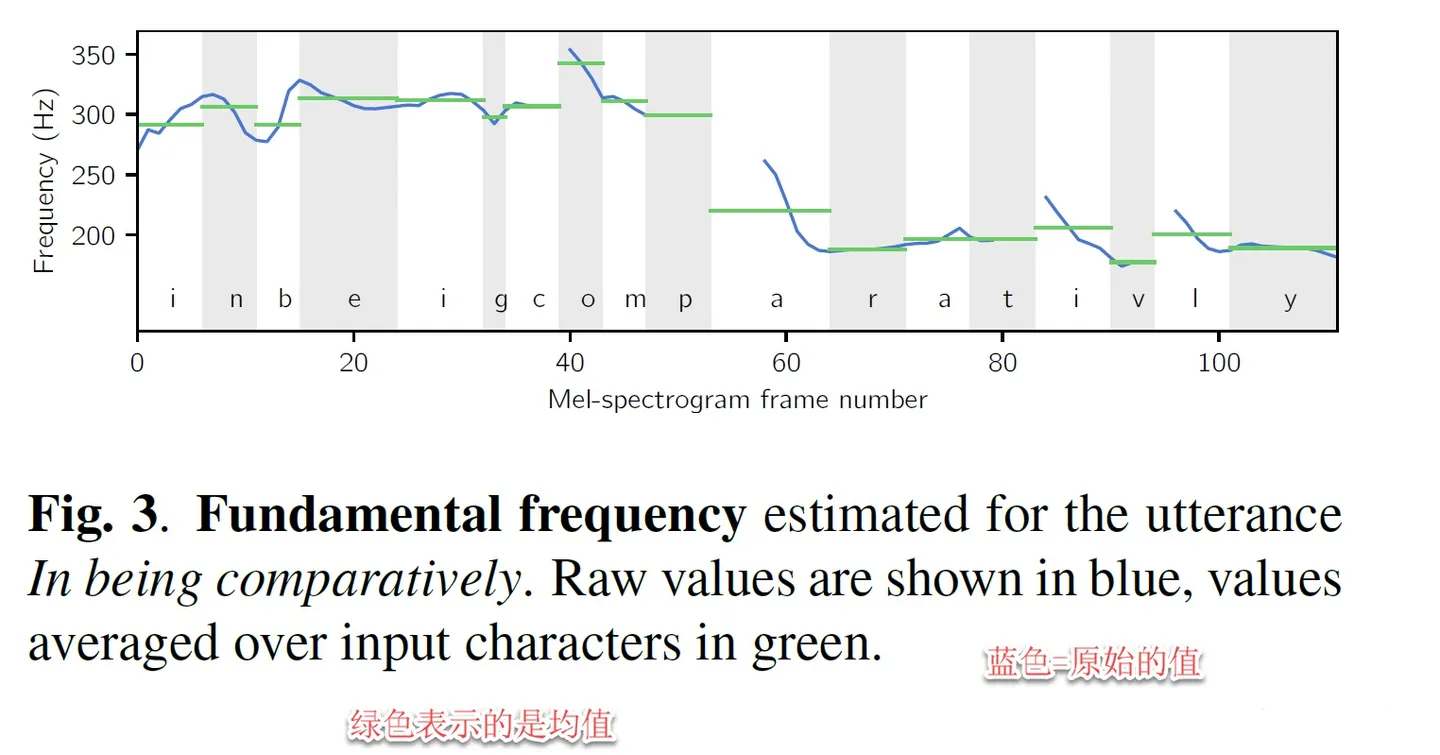 350
300
250
200
Frequency (Hz)
i n b e i g c o m p a r a t i v l y
0 20 40 60 80 100
Mel-spectrogram frame number
Fig. 3. Fundamental frequency estimated for the utterance
In being comparatively. Raw values are shown in blue, values
averaged over input characters in green.
蓝色=原始的值
绿色表示的是均值